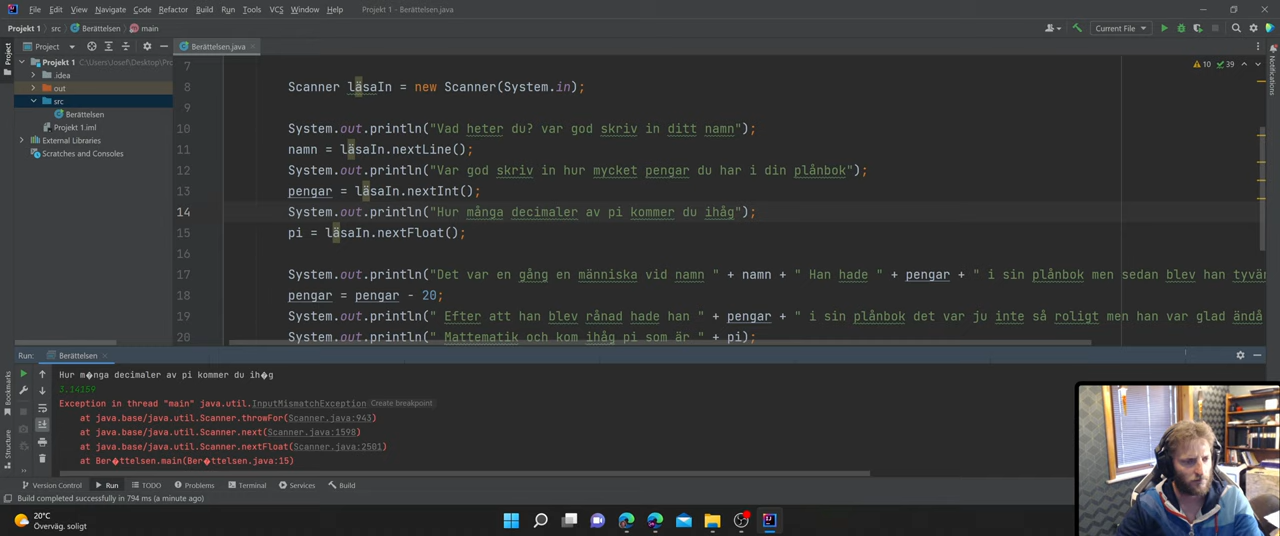 File Edit View Navigate Code Refactor Build Run Tools VCS Window Help Projekt 1 - Berättelsen.java
Projekt 1 src Berättelsen main Current File
Project Berättelsen.java
Projekt 1 C:\Users\Josef\Desktop\Pro
.idea
out
src
Berättelsen
Projekt 1.iml
External Libraries
Scratches and Consoles
Project
Bookmarks
Structure
Notifications
10 39
7
8 Scanner läsaIn = new Scanner(System.in);
9
10 System.out.println("Vad heter du? var god skriv in ditt namn");
11 namn = läsaIn.nextLine();
12 System.out.println("Var god skriv in hur mycket pengar du har i din plånbok");
13 pengar = läsaIn.nextInt();
14 System.out.println("Hur många decimaler av pi kommer du ihåg");
15 pi = läsaIn.nextFloat();
16
17 System.out.println("Det var en gång en människa vid namn " + namn + " Han hade " + pengar + " i sin plånbok men sedan blev han tyvän
18 pengar = pengar - 20;
19 System.out.println(" Efter att han blev rånad hade han " + pengar + " i sin plånbok det var ju inte så roligt men han var glad ändå
20 System.out.println(" Mattematik och kom ihåg pi som är " + pi);
Run: Berättelsen
Hur m�nga decimaler av pi kommer du ih�g
3.14159
Exception in thread "main" java.util.InputMismatchException Create breakpoint
at java.base/java.util.Scanner.throwFor(Scanner.java:943)
at java.base/java.util.Scanner.next(Scanner.java:1598)
at java.base/java.util.Scanner.nextFloat(Scanner.java:2501)
at Ber�ttelsen.main(Ber�ttelsen.java:15)
Version Control Run TODO Problems Terminal Services Build
Build completed successfully in 794 ms (a minute ago)
20°C
Överväg. soligt